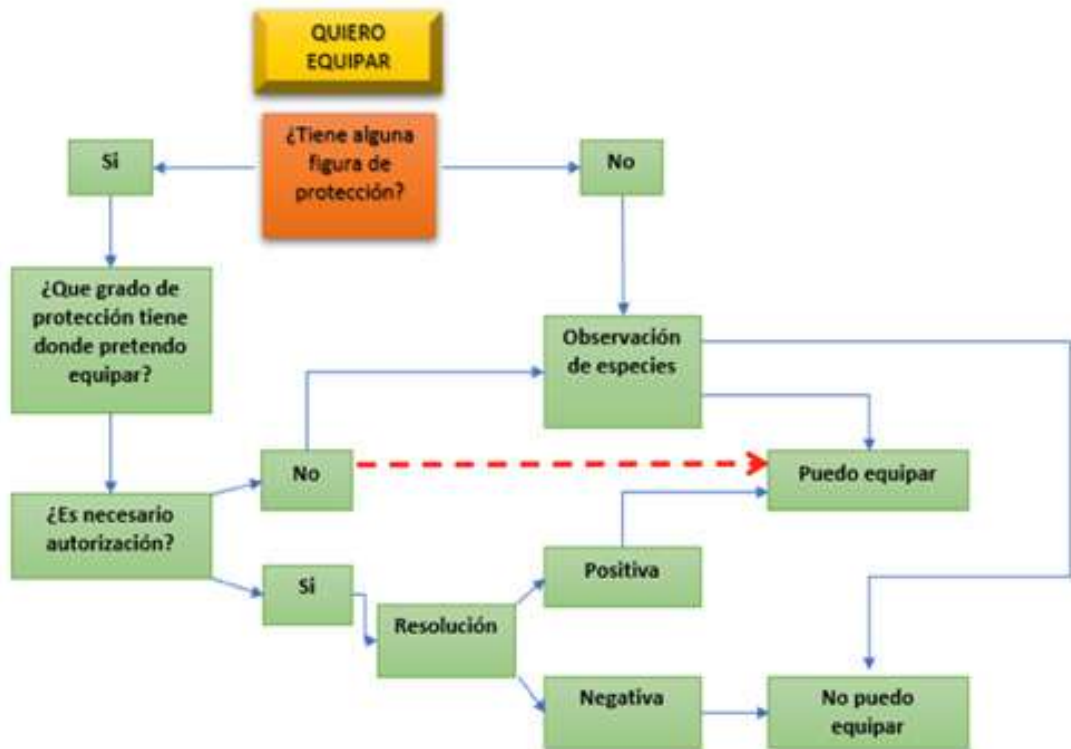 QUIERO
EQUIPAR
¿Tiene alguna
figura de
protección?
Si
No
¿Que grado de
protección tiene
donde pretendo
equipar?
Observación
de especies
No
Puedo equipar
¿Es necesario
autorización?
Si
Positiva
Resolución
Negativa
No puedo
equipar